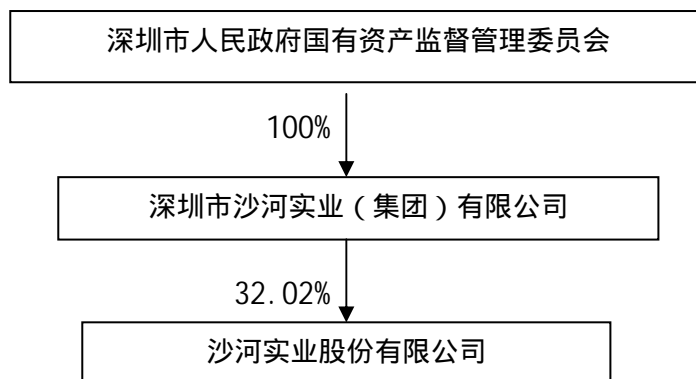 深圳市人民政府国有资产监督管理委员会
100%
深圳市沙河实业（集团）有限公司
32.02%
沙河实业股份有限公司